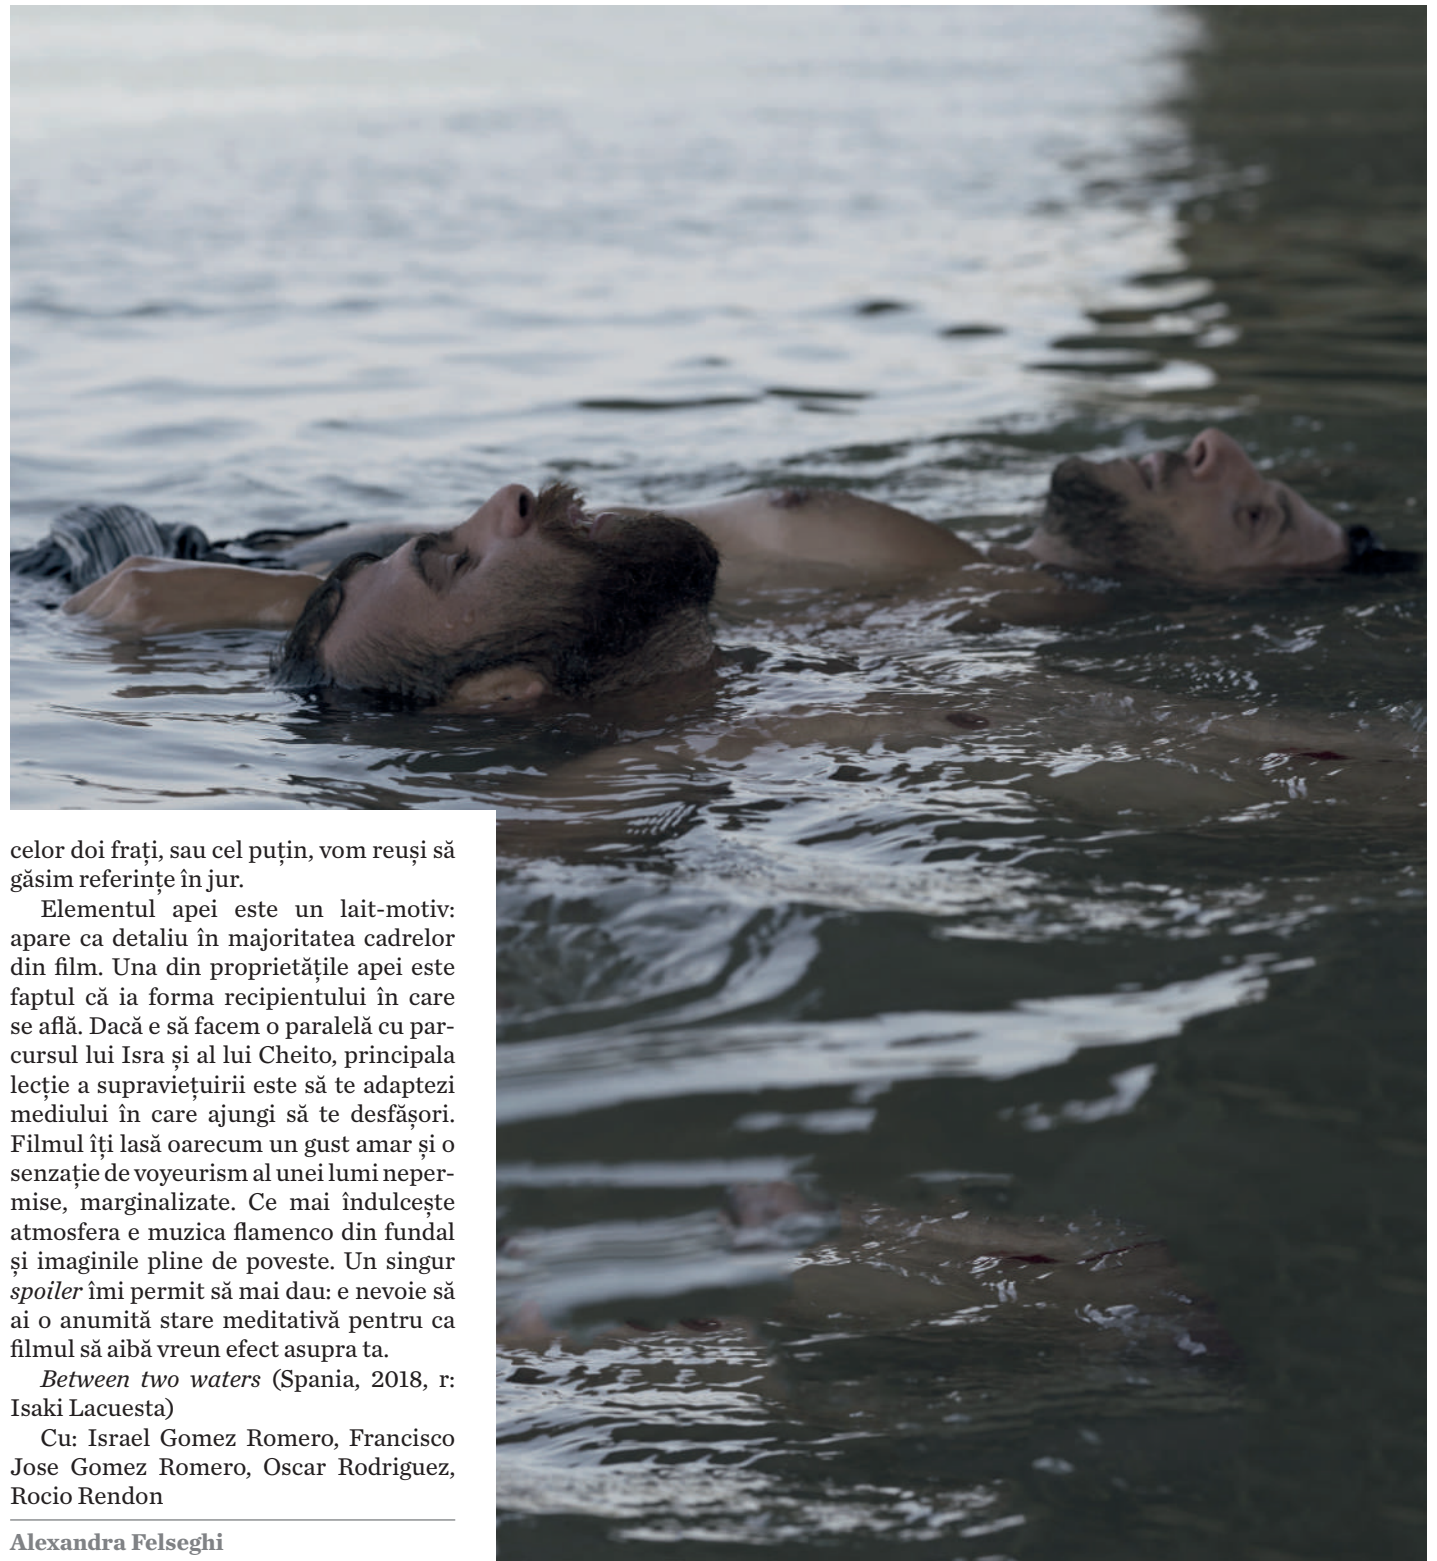 celor doi frați, sau cel puțin, vom reuși să
găsim referințe în jur.
Elementul apei este un lait-motiv:
apare ca detaliu în majoritatea cadrelor
din film. Una din proprietățile apei este
faptul că ia forma recipientului în care
se află. Dacă e să facem o paralelă cu par-
cursul lui Isra și al lui Cheito, principala
lecție a supraviețuirii este să te adaptezi
mediului în care ajungi să te desfășori.
Filmul îți lasă oarecum un gust amar și o
senzație de voyeurism al unei lumi neper-
mise, marginalizate. Ce mai îndulcește
atmosfera e muzica flamenco din fundal
și imaginile pline de poveste. Un singur
spoiler îmi permit să mai dau: e nevoie să
ai o anumită stare meditativă pentru ca
filmul să aibă vreun efect asupra ta.
Between two waters (Spania, 2018, r:
Isaki Lacuesta)
Cu: Israel Gomez Romero, Francisco
Jose Gomez Romero, Oscar Rodriguez,
Rocio Rendon
Alexandra Felseghi